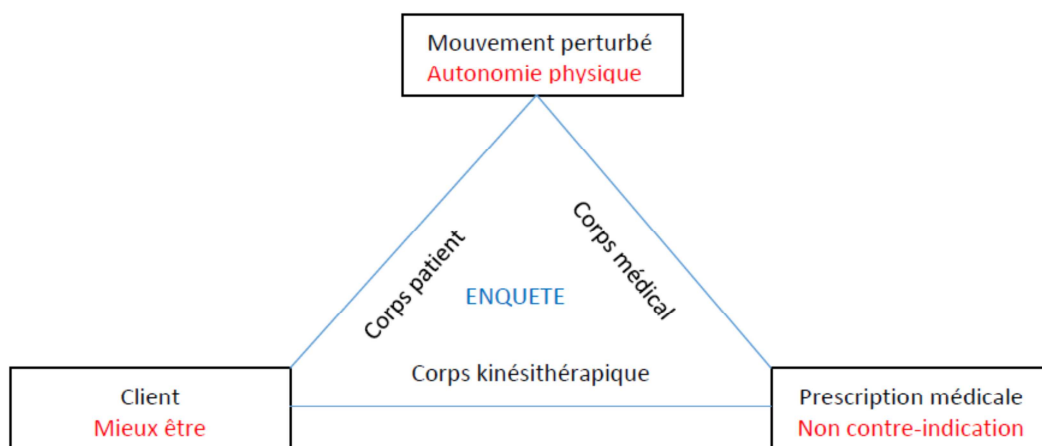 Mouvement perturbé
Autonomie physique
Corps patient
Corps médical
ENQUETE
Corps kinésithérapique
Client
Mieux être
Prescription médicale
Non contre-indication